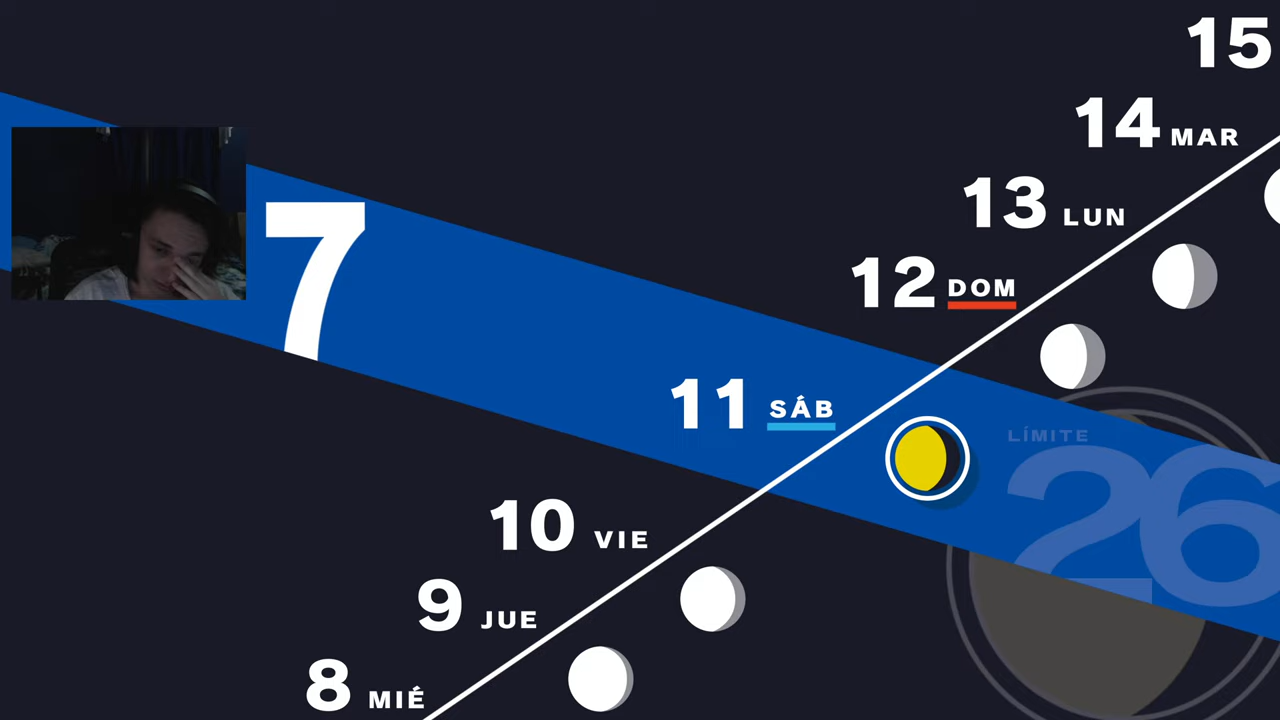 15
14 MAR
13 LUN
12 DOM
7
11 SÁB
LÍMITE
26
10 VIE
9 JUE
8 MIÉ